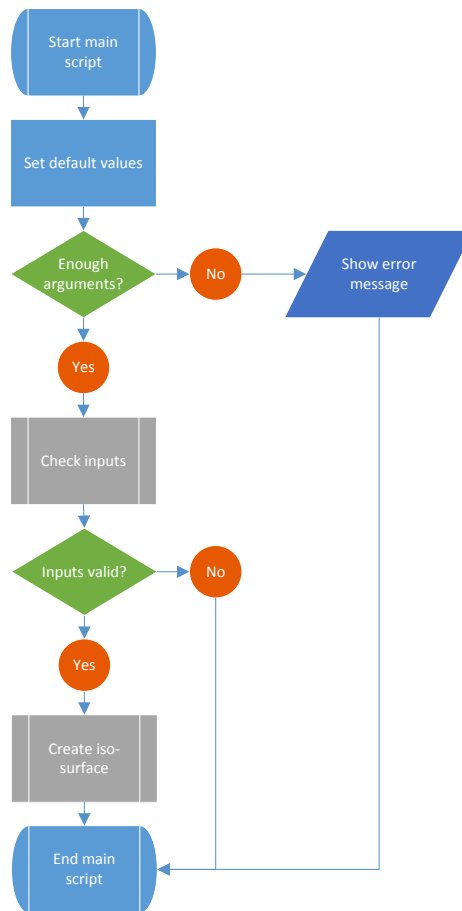 Start main
script
Set default values
Enough
arguments?
No
Show error
message
Yes
Check inputs
Inputs valid?
No
Yes
Create iso-
surface
End main
script